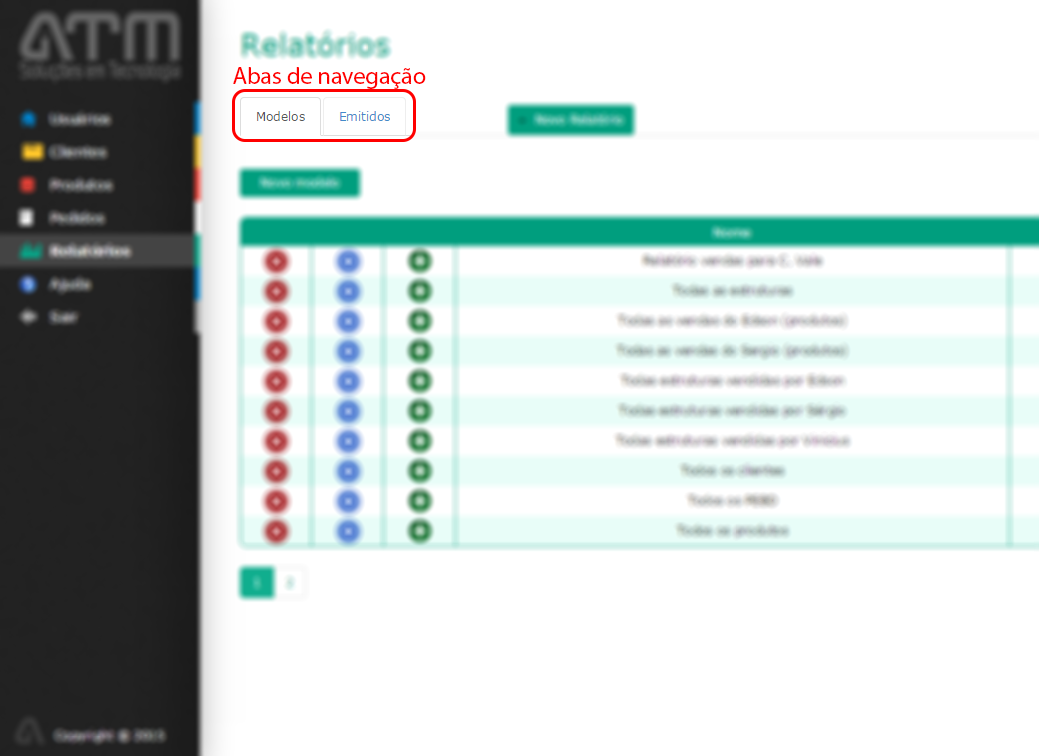 ATM
Soluções em Tecnologia
Usuários
Clientes
Produtos
Pedidos
Relatórios
Ajuda
Sair
Copyright @ 2013
Relatórios
Abas de navegação
Modelos
Emitidos
Novo Relatório
Novo modelo
Nome
Relatório vendas para C. Vale
Todas as estruturas
Todas as vendas do Edson (produtos)
Todas as vendas do Sergio (produtos)
Todas estruturas vendidas por Edson
Todas estruturas vendidas por Sérgio
Todas estruturas vendidas por Vinicius
Todos os clientes
Todos os
Todos os produtos
1
2